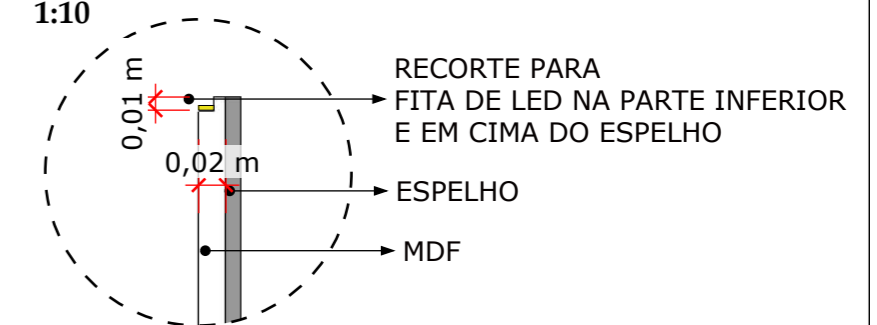 1:10
0,01 m
RECORTE PARA
FITA DE LED NA PARTE INFERIOR
E EM CIMA DO ESPELHO
0,02 m
ESPELHO
MDF